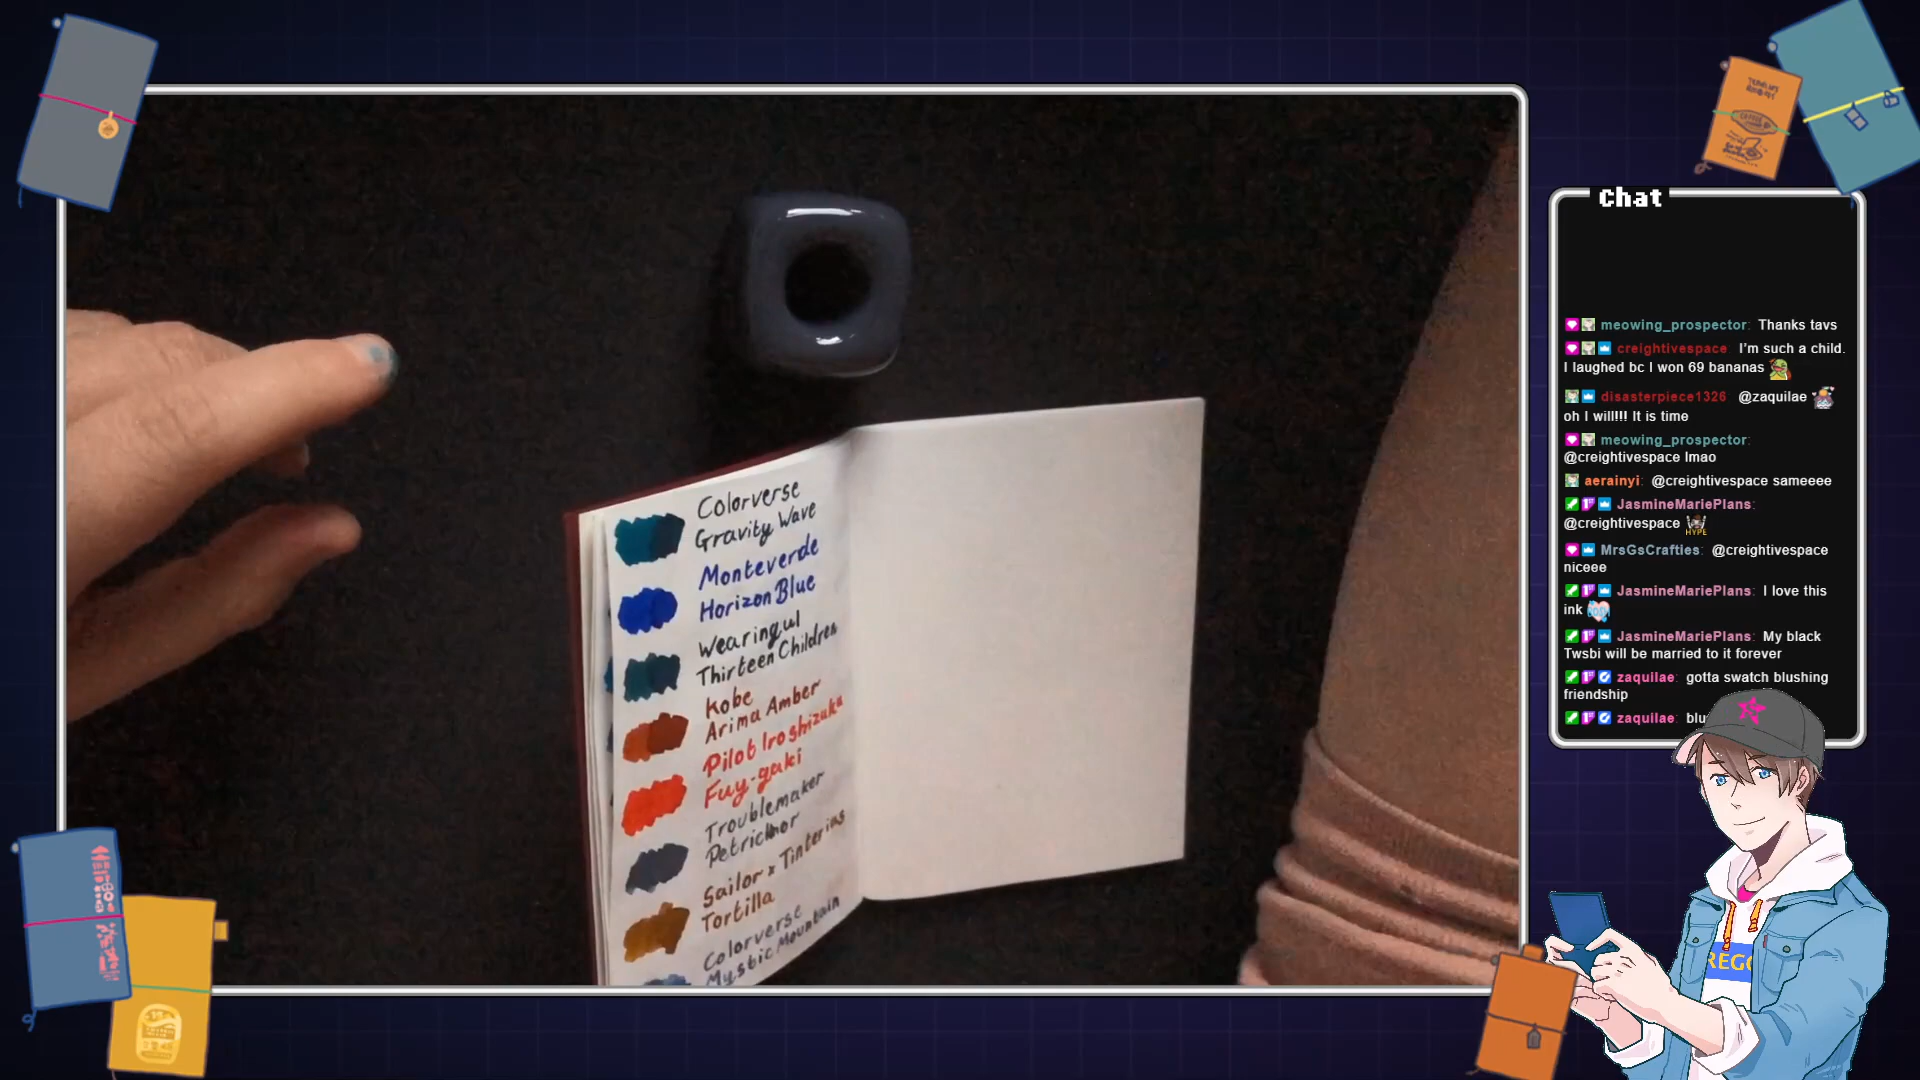 chat
meowing_prospector: Thanks tavs
creightivespace I'm such a child.
I laughed bc I won 69 bananas
disasterpiece1326 @zaquilae
oh I will!!! It is time
meowing_prospector:
@creightivespace lmao
aerainyi: @creightivespace sameeee
JasmineMariePlans:
@creightivespace HYPE
MrsGsCrafties: @creightivespace
niceee
JasmineMariePlans: I love this
ink
JasmineMariePlans: My black
Twsbi will be married to it forever
zaquilae: gotta swatch blushing
friendship
zaquilae: blu
Colorverse
Gravity Wave
Monteverde
Horizon Blue
Wearingul
Thirteen Children
Kobe
Arima Amber
Pilot Iroshizuku
Fuy-gaki
Troublemaker
Petrichor
Sailor x Tinterias
Tortilla
Colorverse
Mystic Mountain
REGO